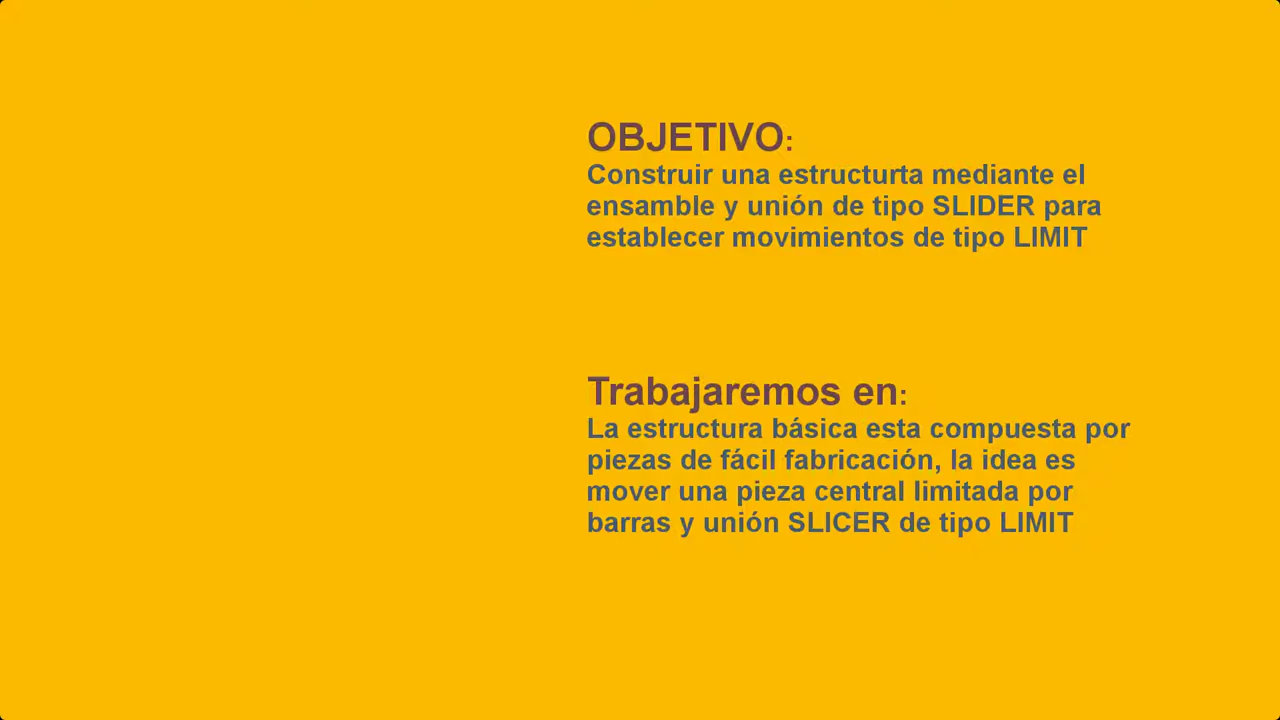 OBJETIVO:
Construir una estructurta mediante el
ensamble y unión de tipo SLIDER para
establecer movimientos de tipo LIMIT
Trabajaremos en:
La estructura básica esta compuesta por
piezas de fácil fabricación, la idea es
mover una pieza central limitada por
barras y unión SLICER de tipo LIMIT